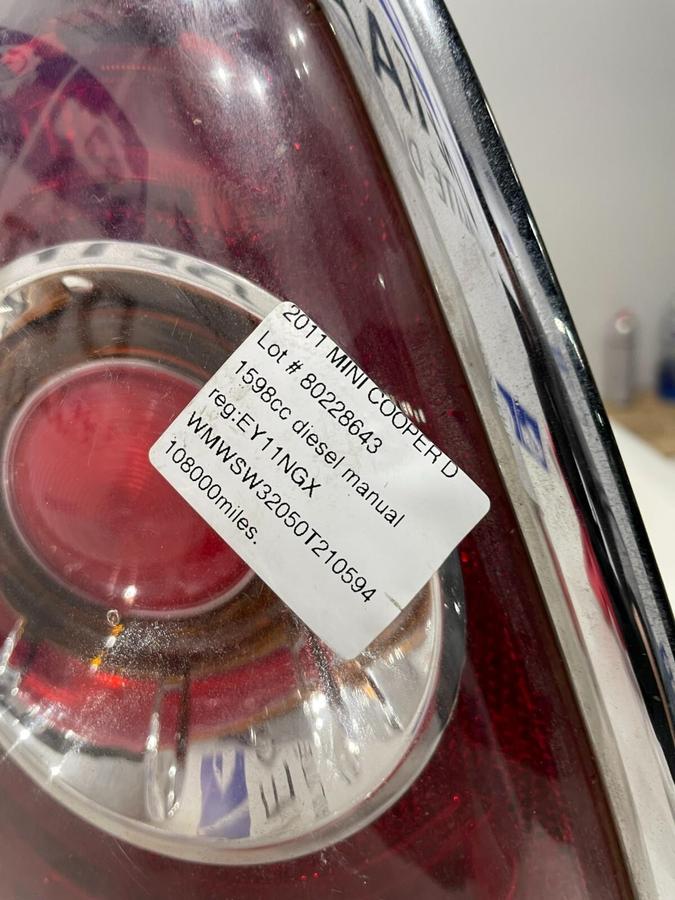 2011 MINI COOPER D
Lot # 80228643
1598cc diesel manual
reg:EY11NGX
WMWSW32050T210594
108000miles.